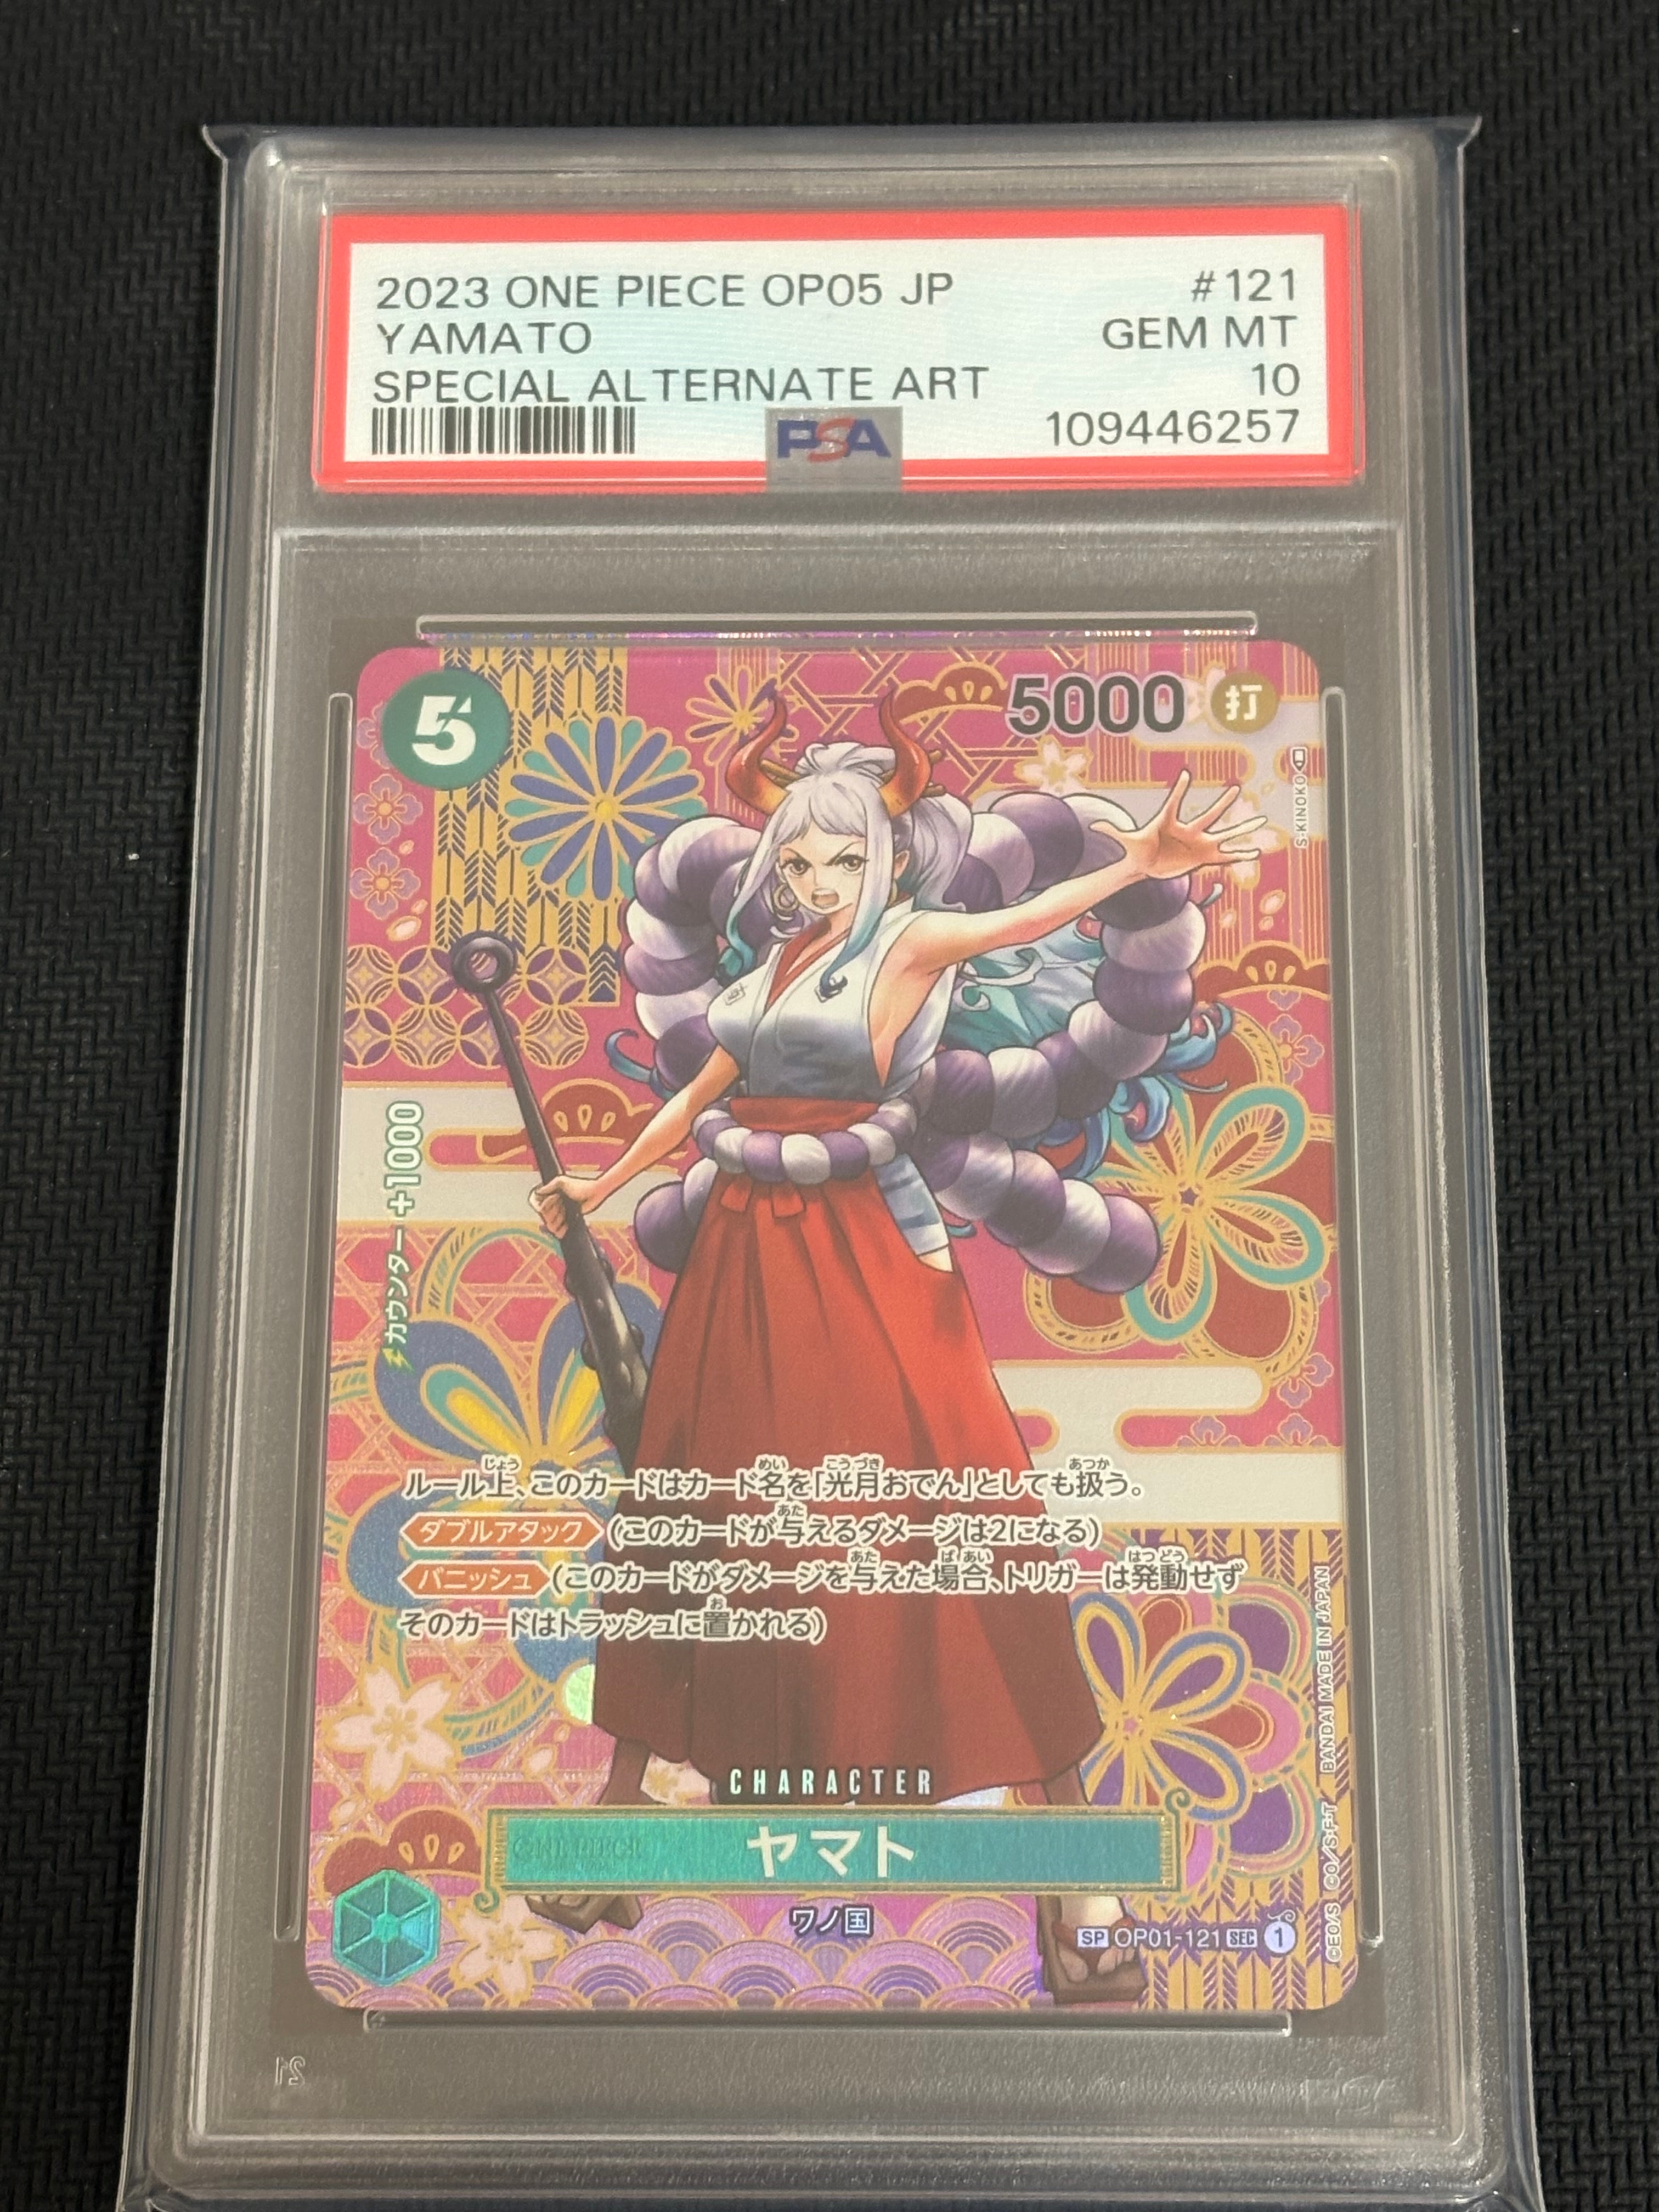 2023 ONE PIECE OP05 JP #121
YAMATO GEM MT
SPECIAL ALTERNATE ART 10
PSA 109446257
5 5000 打
S-KINOKO
カウンター+1000
ルール上、このカードはカード名を「光月おでん」としても扱う。
ダブルアタック (このカードが与えるダメージは2になる)
バニッシュ (このカードがダメージを与えた場合、トリガーは発動せず
そのカードはトラッシュに置かれる)
CHARACTER
ヤマト
ワノ国
SP OP01-121 SEC 1
©EO/S ©O/S・F・T BANDAI MADE IN JAPAN